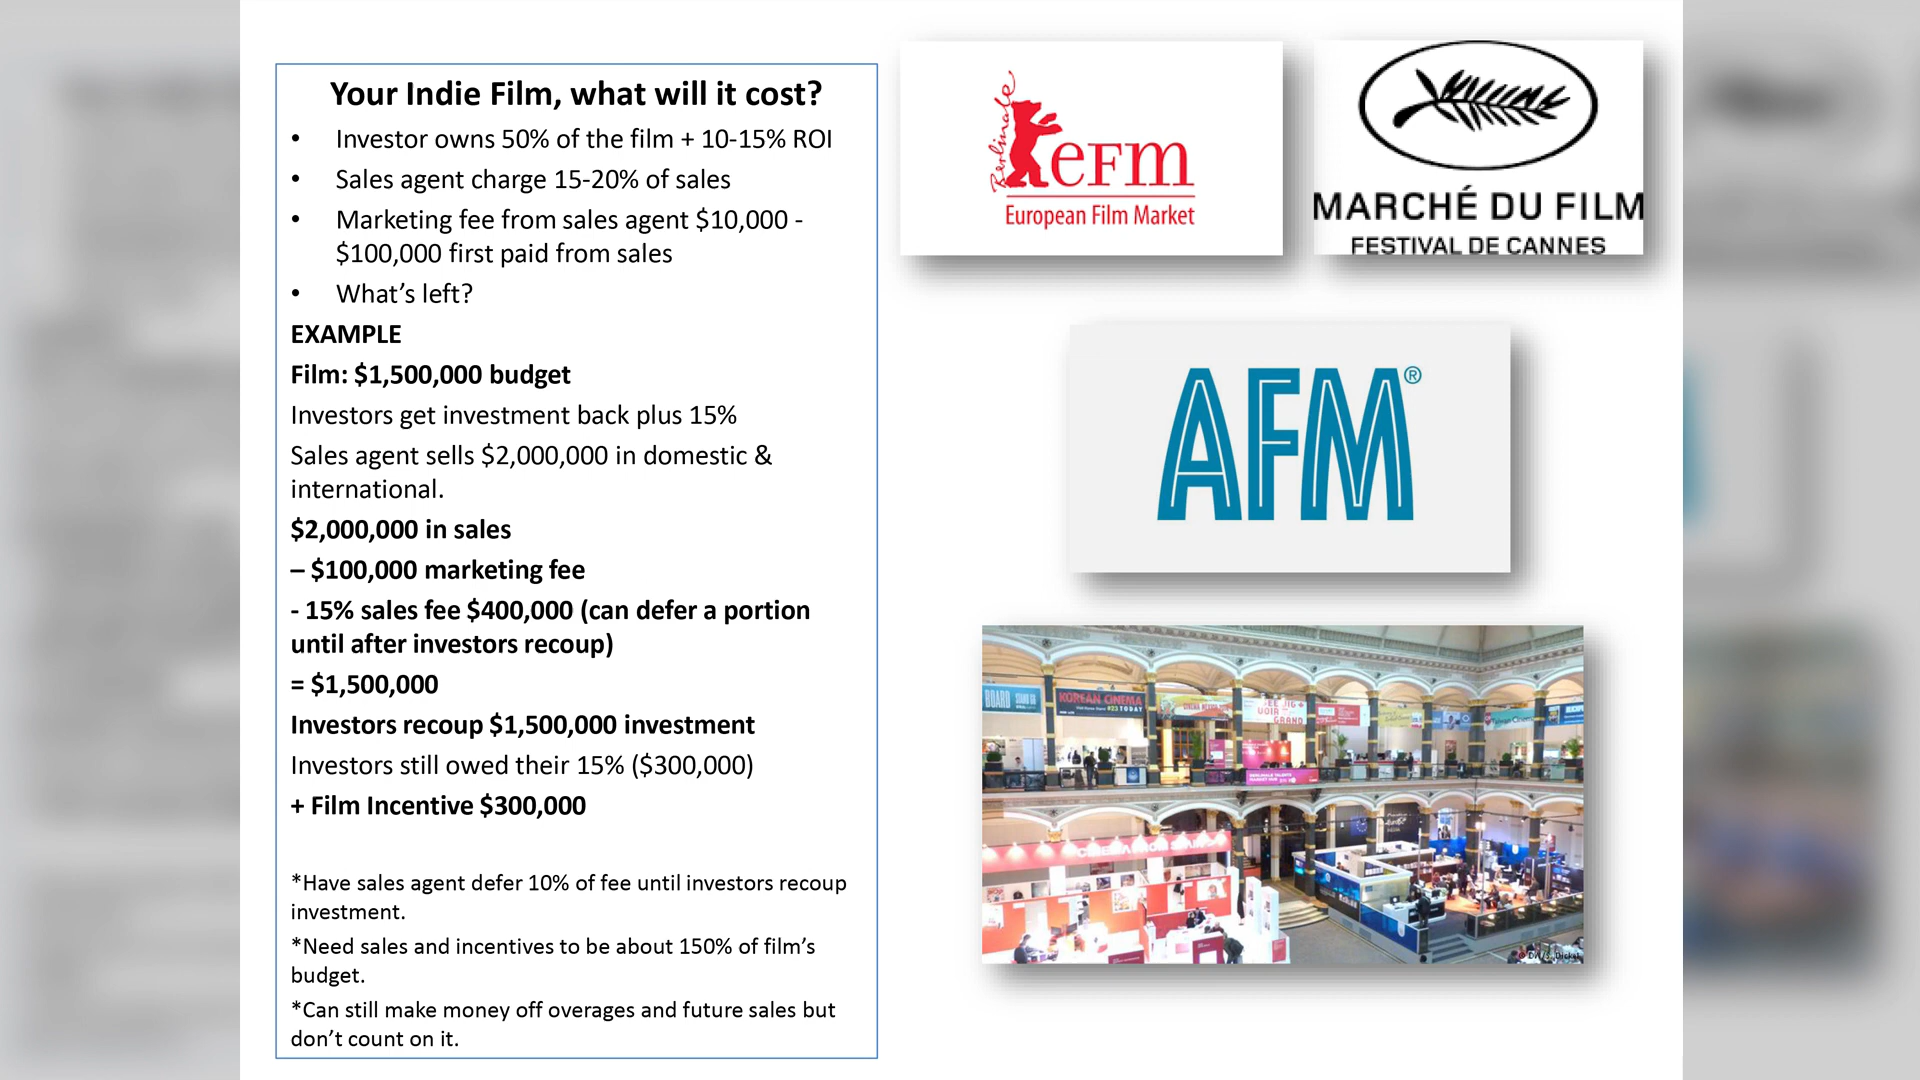 Your Indie Film, what will it cost?
• Investor owns 50% of the film + 10-15% ROI
• Sales agent charge 15-20% of sales
• Marketing fee from sales agent $10,000 -
$100,000 first paid from sales
• What’s left?
EXAMPLE
Film: $1,500,000 budget
Investors get investment back plus 15%
Sales agent sells $2,000,000 in domestic &
international.
$2,000,000 in sales
– $100,000 marketing fee
- 15% sales fee $400,000 (can defer a portion
until after investors recoup)
= $1,500,000
Investors recoup $1,500,000 investment
Investors still owed their 15% ($300,000)
+ Film Incentive $300,000
*Have sales agent defer 10% of fee until investors recoup
investment.
*Need sales and incentives to be about 150% of film’s
budget.
*Can still make money off overages and future sales but
don’t count on it.
Berlinale
eFm
European Film Market
MARCHÉ DU FILM
FESTIVAL DE CANNES
AFM®
BOARD
KOREAN CINEMA
TODAY
CINEMA FROM SPAIN